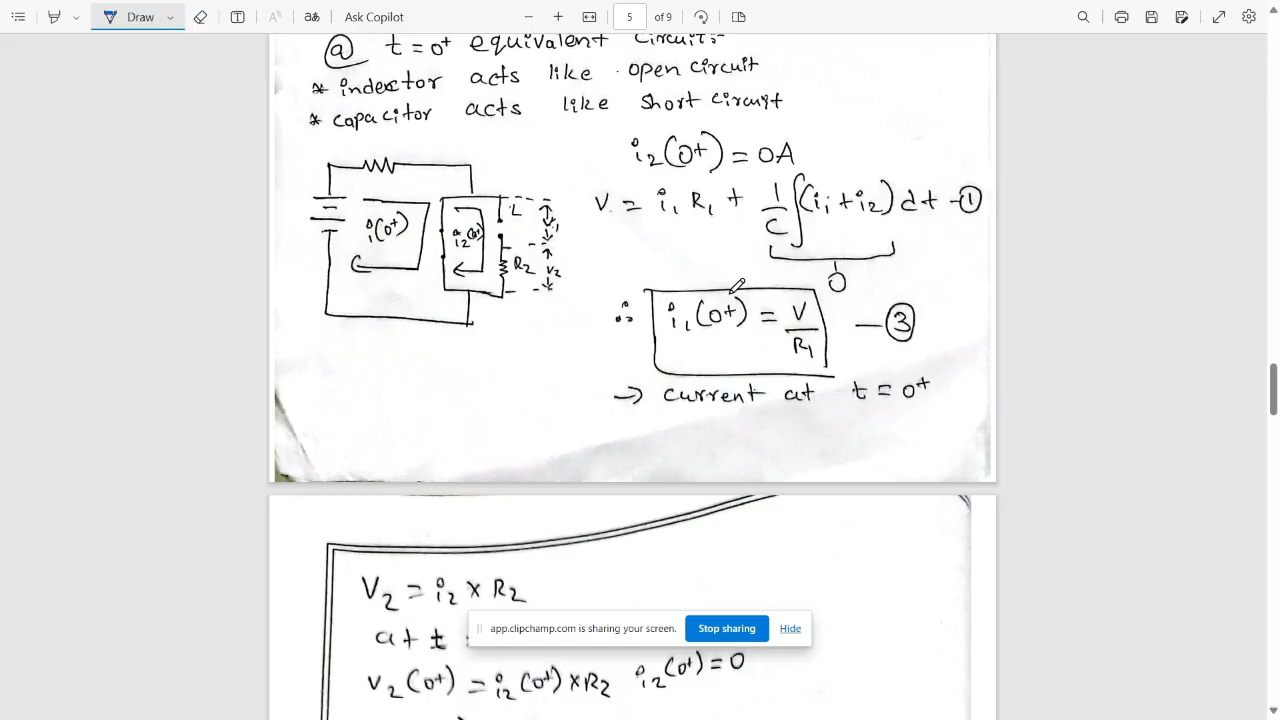 Draw
Ask Copilot
5 of 9
@ t = 0⁺ equivalent circuit:-
* inductor acts like open circuit
* capacitor acts like short circuit
i₂(0⁺) = 0A
V = i₁ R₁ + 1/C ∫(i₁ + i₂) dt -①
0
i₁(0⁺)
i₂(0⁺)
L
V₁
R₂
V₂
∴ i₁(0⁺) = V/R₁ -③
→ current at t = 0⁺
V₂ = i₂ × R₂
at t
app.clipchamp.com is sharing your screen. Stop sharing Hide
V₂(0⁺) = i₂(0⁺) × R₂ i₂(0⁺) = 0